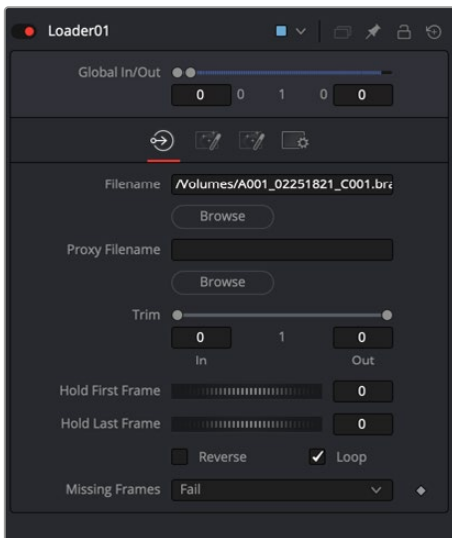 Loader01
Global In/Out
0 0 1 0 0
Filename /Volumes/A001_02251821_C001.bra
Browse
Proxy Filename
Browse
Trim
0 1 0
In Out
Hold First Frame 0
Hold Last Frame 0
Reverse Loop
Missing Frames Fail